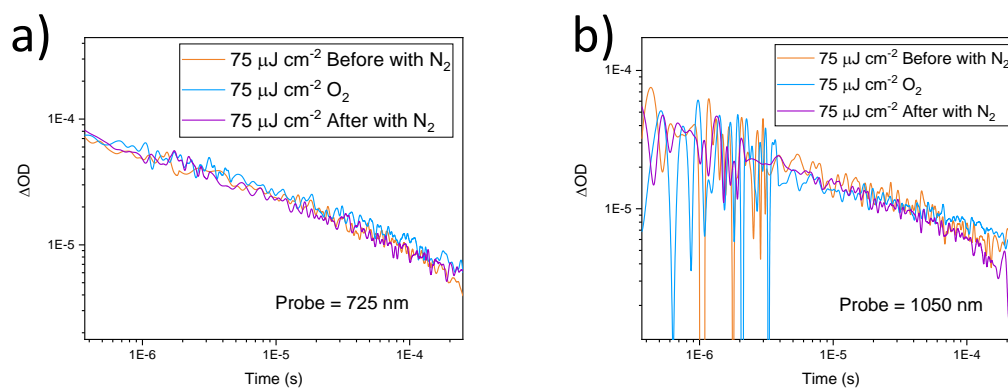 a)
75 μJ cm⁻² Before with N₂
75 μJ cm⁻² O₂
75 μJ cm⁻² After with N₂
1E-4
1E-5
ΔOD
Probe = 725 nm
1E-6 1E-5 1E-4
Time (s)
b)
75 μJ cm⁻² Before with N₂
75 μJ cm⁻² O₂
75 μJ cm⁻² After with N₂
1E-4
1E-5
ΔOD
Probe = 1050 nm
1E-6 1E-5 1E-4
Time (s)